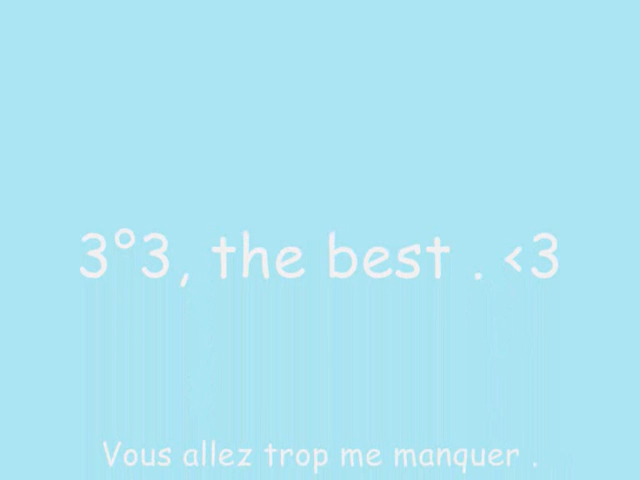 3°3, the best . <3
Vous allez trop me manquer .